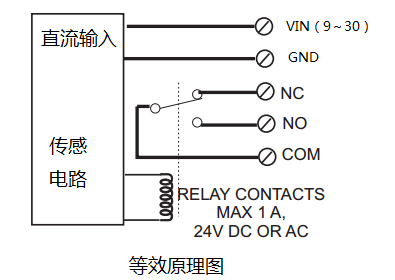 直流输入
VIN（9～30）
GND
NC
NO
COM
传感
电路
RELAY CONTACTS
MAX 1 A,
24V DC OR AC
等效原理图